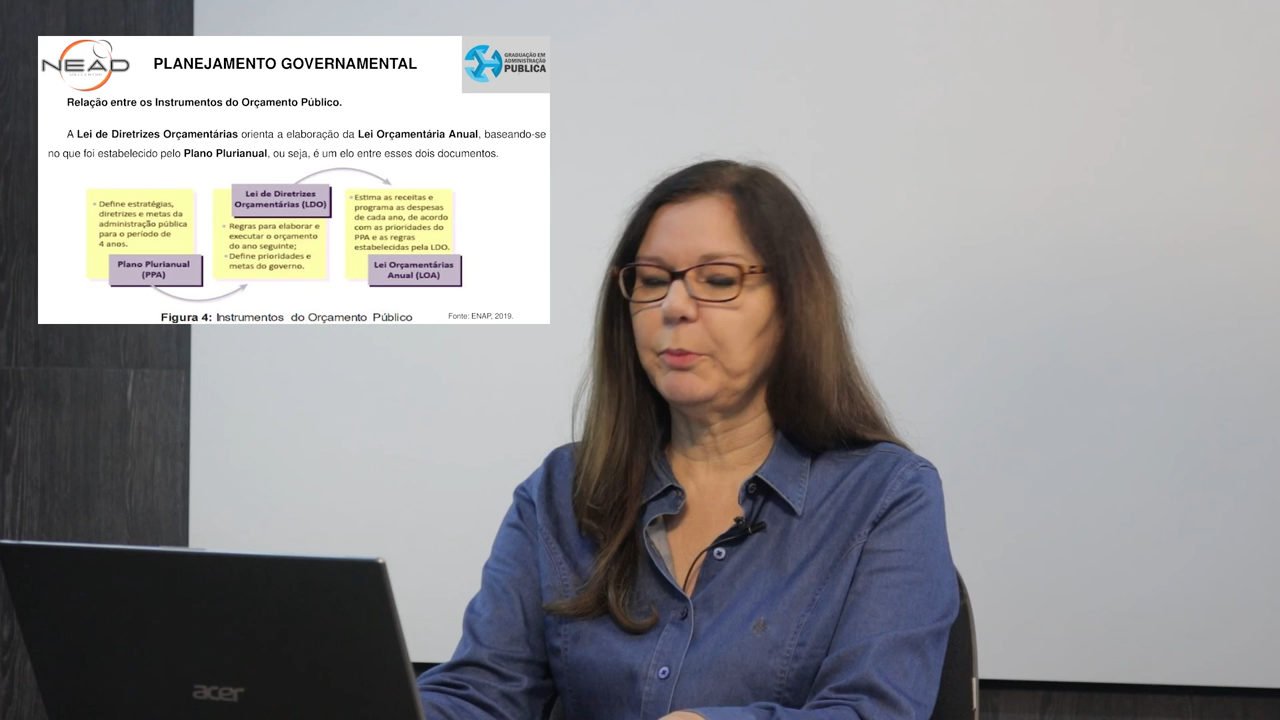 NEAD
UNICENTRO
PLANEJAMENTO GOVERNAMENTAL
GRADUAÇÃO EM
ADMINISTRAÇÃO
PÚBLICA
Relação entre os Instrumentos do Orçamento Público.
A Lei de Diretrizes Orçamentárias orienta a elaboração da Lei Orçamentária Anual, baseando-se
no que foi estabelecido pelo Plano Plurianual, ou seja, é um elo entre esses dois documentos.
• Define estratégias,
diretrizes e metas da
administração pública
para o período de
4 anos.
Plano Plurianual
(PPA)
Lei de Diretrizes
Orçamentárias (LDO)
• Regras para elaborar e
executar o orçamento
do ano seguinte;
• Define prioridades e
metas do governo.
• Estima as receitas e
programa as despesas
de cada ano, de acordo
com as prioridades do
PPA e as regras
estabelecidas pela LDO.
Lei Orçamentárias
Anual (LOA)
Figura 4: Instrumentos do Orçamento Público
Fonte: ENAP, 2019.
acer